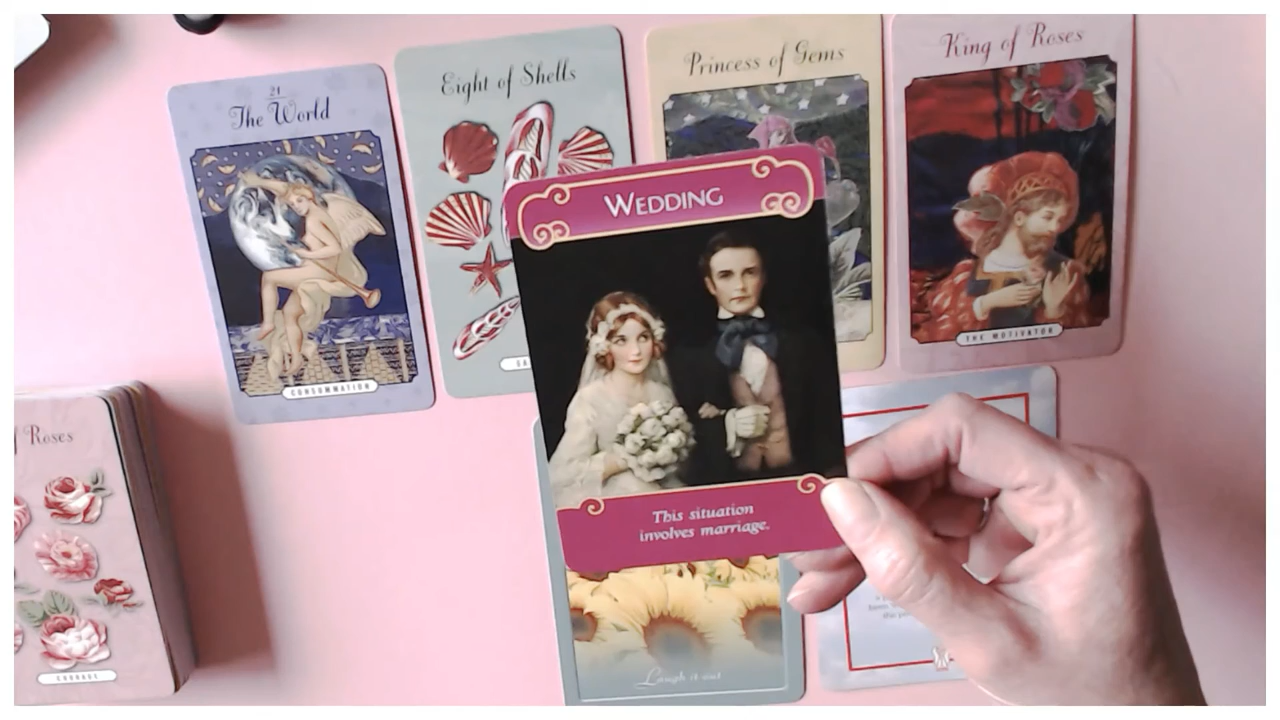 21
The World
CONSUMMATION
Eight of Shells
Princess of Gems
King of Roses
THE MOTIVATOR
WEDDING
This situation
involves marriage.
Roses
COURAGE
Laugh it out